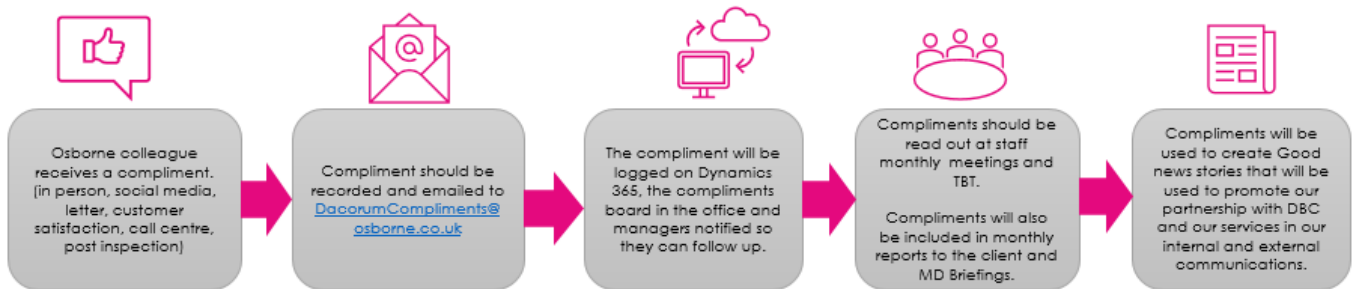 Osborne colleague
receives a compliment.
(in person, social media,
letter, customer
satisfaction, call centre,
post inspection)
@
Compliment should be
recorded and emailed to
DacorumCompliments@
osborne.co.uk
The compliment will be
logged on Dynamics
365, the compliments
board in the office and
managers notified so
they can follow up.
Compliments should be
read out at staff
monthly meetings and
TBT.
Compliments will also
be included in monthly
reports to the client and
MD Briefings.
Compliments will be
used to create Good
news stories that will be
used to promote our
partnership with DBC
and our services in our
internal and external
communications.